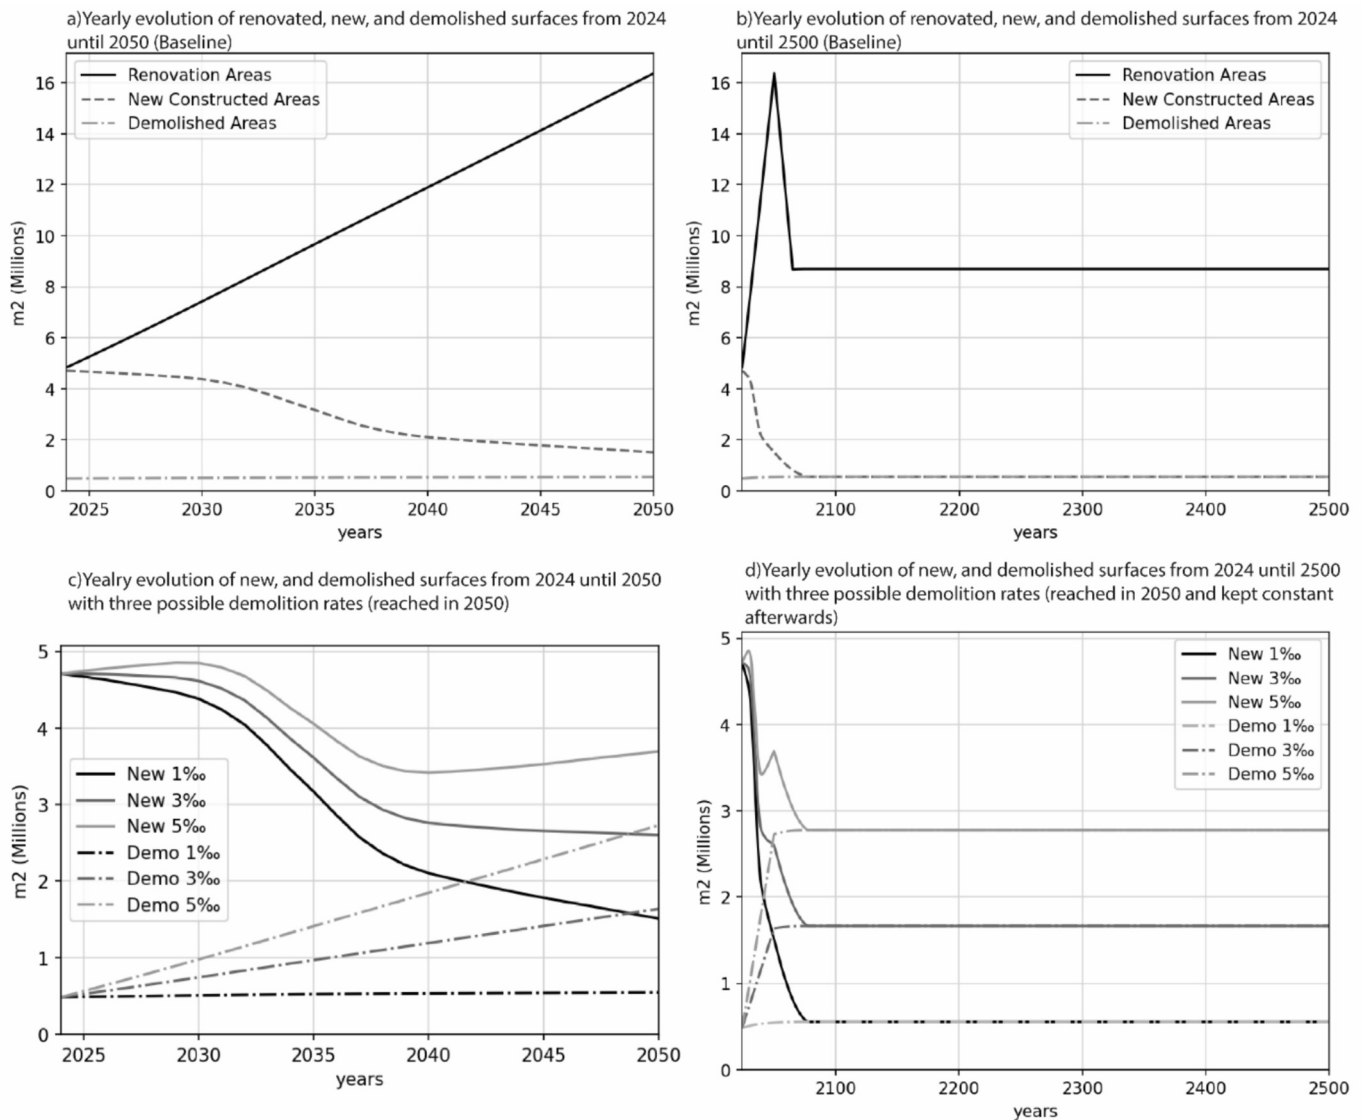 a)Yearly evolution of renovated, new, and demolished surfaces from 2024
until 2050 (Baseline)
16
14
12
10
8
6
4
2
0
m2 (Millions)
Renovation Areas
New Constructed Areas
Demolished Areas
2025
2030
2035
2040
2045
2050
years
b)Yearly evolution of renovated, new, and demolished surfaces from 2024
until 2500 (Baseline)
16
14
12
10
8
6
4
2
0
m2 (Millions)
Renovation Areas
New Constructed Areas
Demolished Areas
2100
2200
2300
2400
2500
years
c)Yealry evolution of new, and demolished surfaces from 2024 until 2050
with three possible demolition rates (reached in 2050)
5
4
3
2
1
0
m2 (Millions)
New 1‰
New 3‰
New 5‰
Demo 1‰
Demo 3‰
Demo 5‰
2025
2030
2035
2040
2045
2050
years
d)Yearly evolution of new, and demolished surfaces from 2024 until 2500
with three possible demolition rates (reached in 2050 and kept constant
afterwards)
5
4
3
2
1
0
m2 (Millions)
New 1‰
New 3‰
New 5‰
Demo 1‰
Demo 3‰
Demo 5‰
2100
2200
2300
2400
2500
years